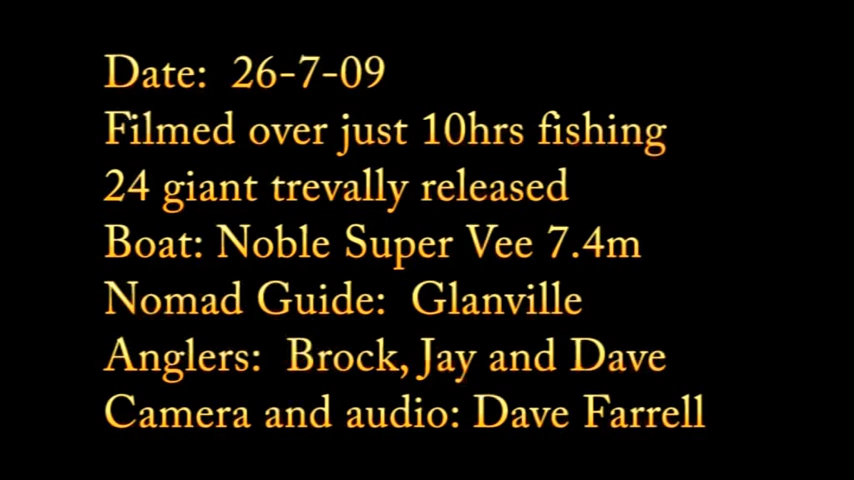 Date:  26-7-09
Filmed over just 10hrs fishing
24 giant trevally released
Boat: Noble Super Vee 7.4m
Nomad Guide:  Glanville
Anglers:  Brock, Jay and Dave
Camera and audio: Dave Farrell